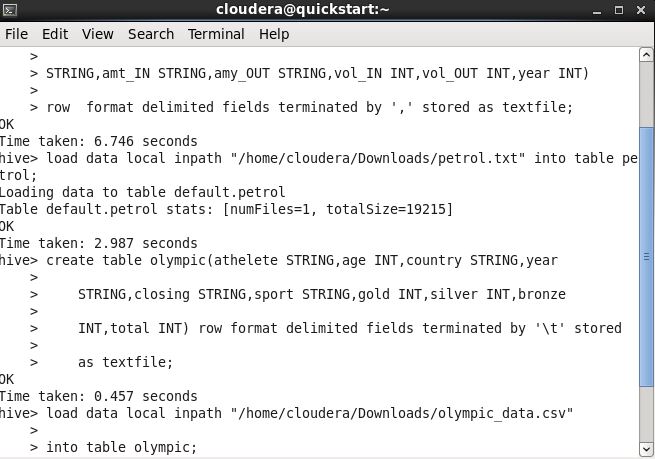 cloudera@quickstart:~
File Edit View Search Terminal Help
>
> STRING,amt_IN STRING,amy_OUT STRING,vol_IN INT,vol_OUT INT,year INT)
>
> row  format delimited fields terminated by ',' stored as textfile;
OK
Time taken: 6.746 seconds
hive> load data local inpath "/home/cloudera/Downloads/petrol.txt" into table pe
trol;
Loading data to table default.petrol
Table default.petrol stats: [numFiles=1, totalSize=19215]
OK
Time taken: 2.987 seconds
hive> create table olympic(athelete STRING,age INT,country STRING,year
>
>     STRING,closing STRING,sport STRING,gold INT,silver INT,bronze
>
>     INT,total INT) row format delimited fields terminated by '\t' stored
>
>     as textfile;
OK
Time taken: 0.457 seconds
hive> load data local inpath "/home/cloudera/Downloads/olympic_data.csv"
>
> into table olympic;